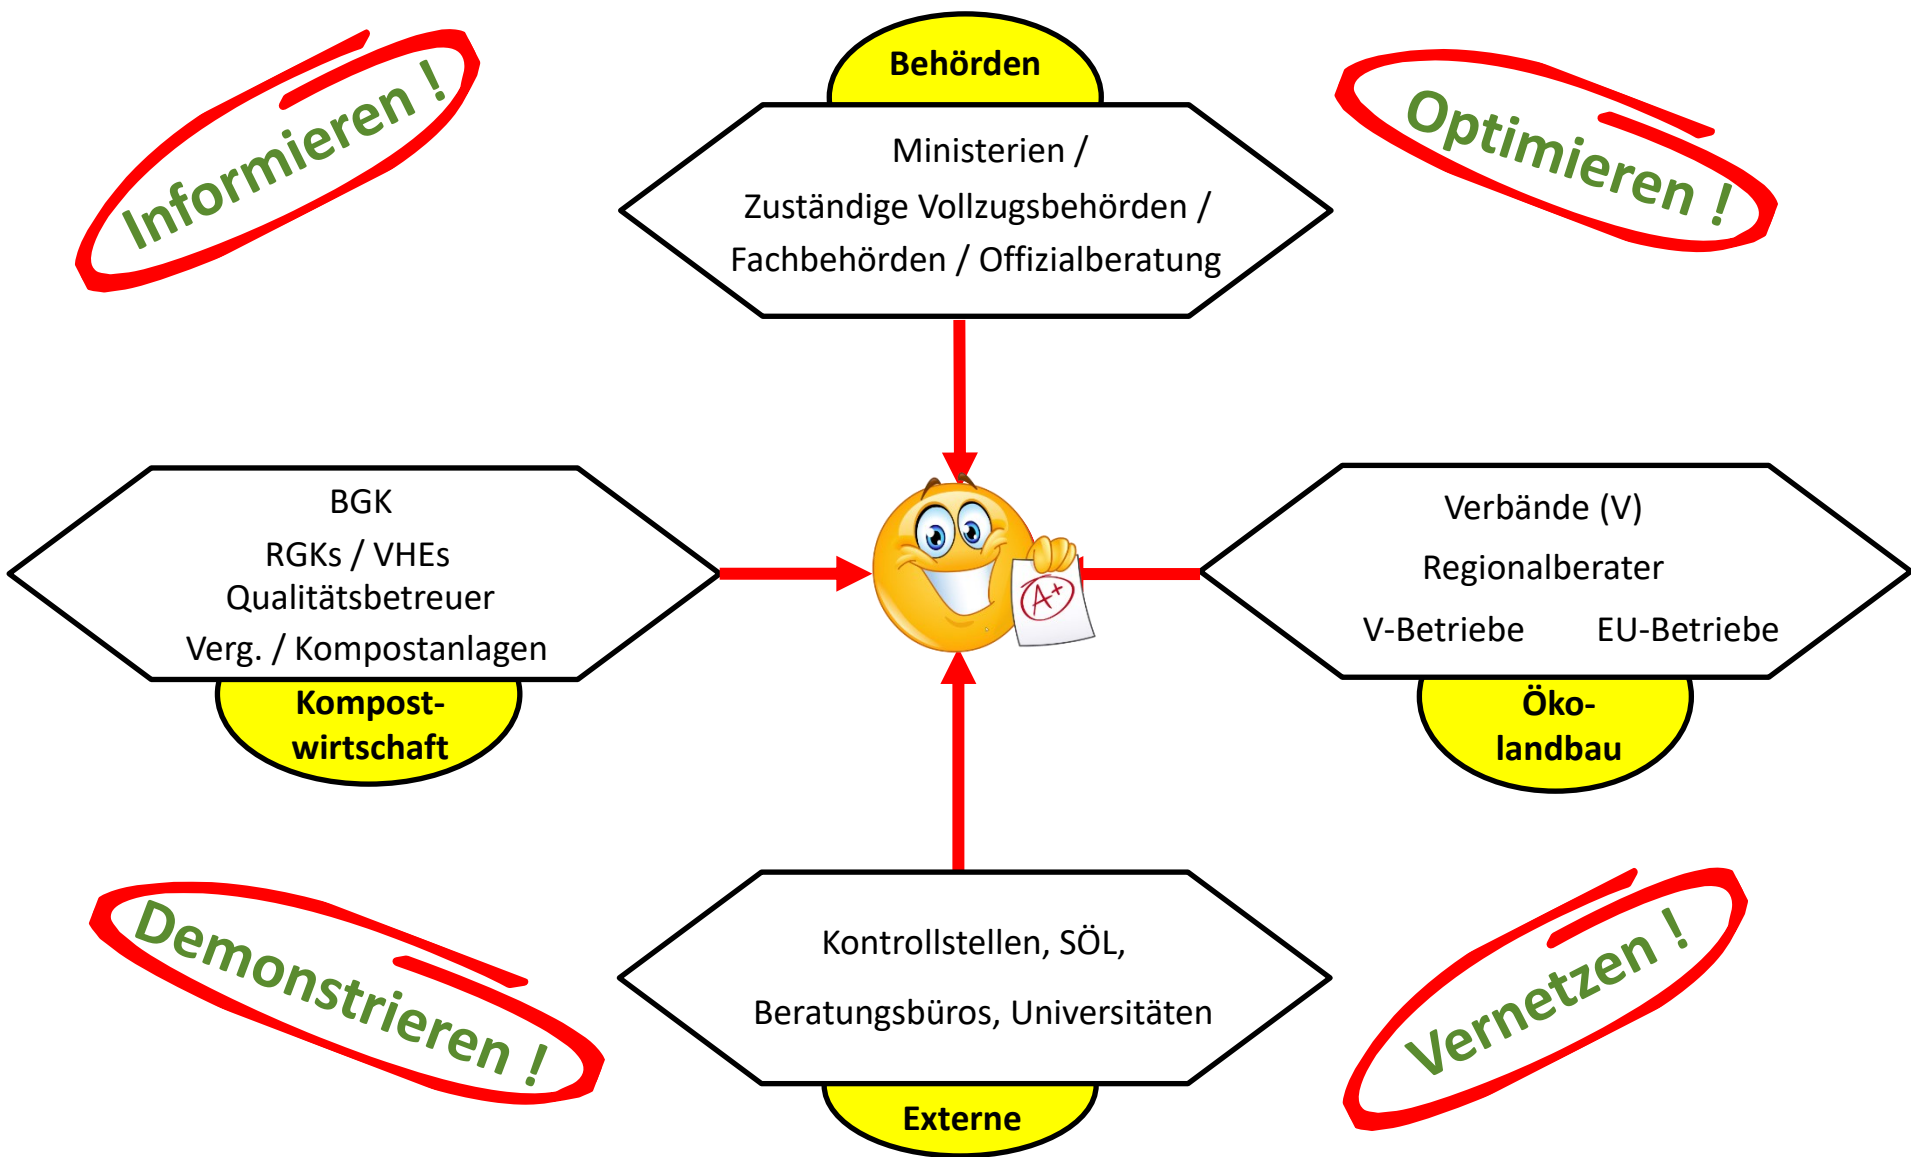 Informieren !
Behörden
Optimieren !
Ministerien /
Zuständige Vollzugsbehörden /
Fachbehörden / Offizialberatung
BGK
RGKs / VHEs
Qualitätsbetreuer
Verg. / Kompostanlagen
Kompost-
wirtschaft
A+
Verbände (V)
Regionalberater
V-Betriebe EU-Betriebe
Öko-
landbau
Demonstrieren !
Kontrollstellen, SÖL,
Beratungsbüros, Universitäten
Externe
Vernetzen !